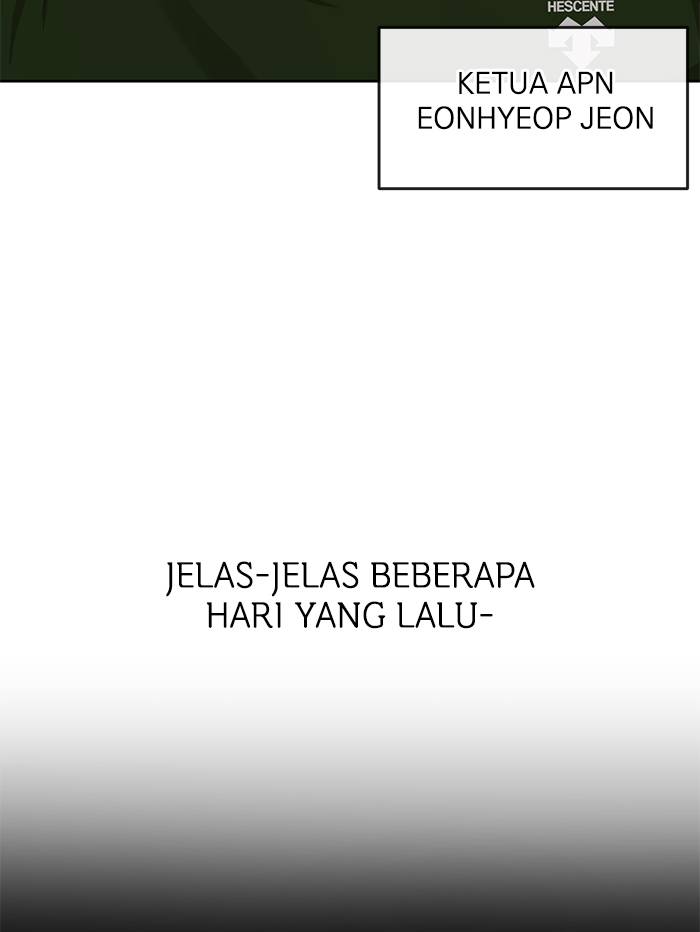 HESCENTE
KETUA APN
EONHYEOP JEON
JELAS-JELAS BEBERAPA
HARI YANG LALU-